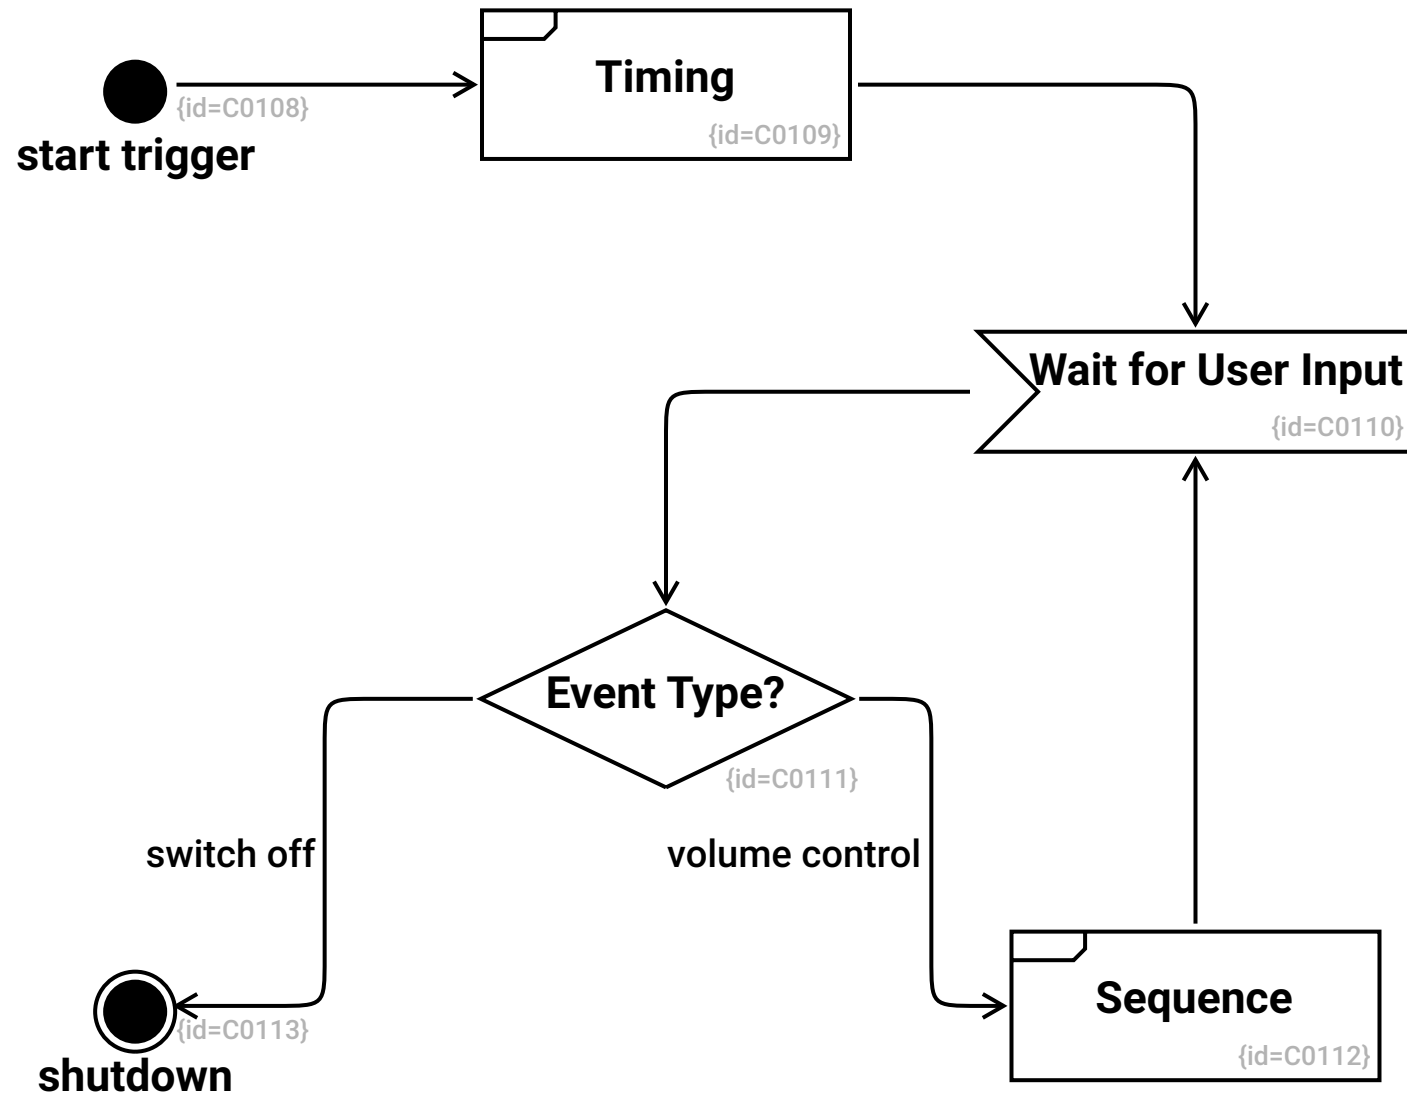 Timing
{id=C0108}
{id=C0109}
start trigger
Wait for User Input
{id=C0110}
Event Type?
{id=C0111}
switch off
volume control
Sequence
{id=C0113}
{id=C0112}
shutdown